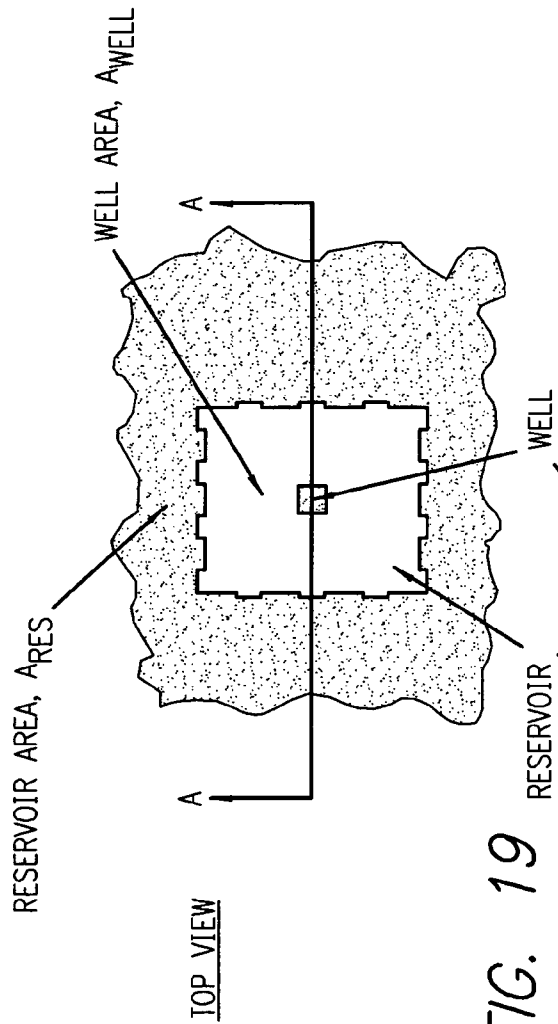 RESERVOIR AREA, ARES
WELL AREA, AWELL
TOP VIEW
A
A
WELL
RESERVOIR
FIG. 19